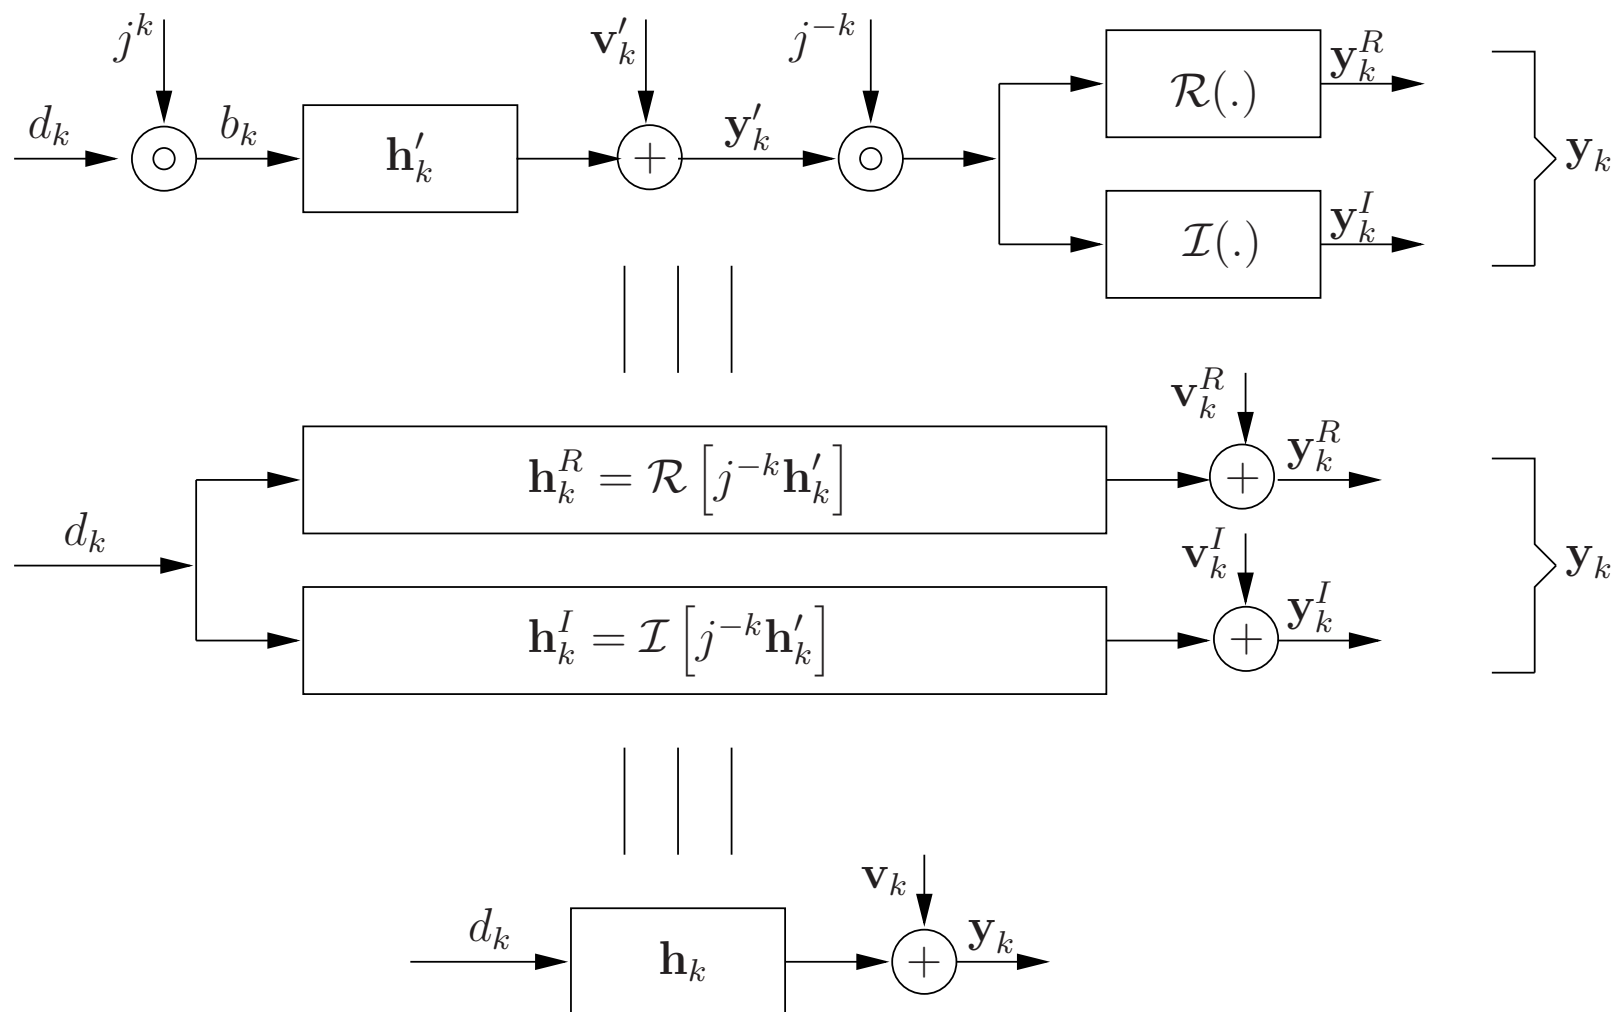 j^k
v'_k
j^{-k}
d_k
b_k
h'_k
+
y'_k
R(.)
y_k^R
I(.)
y_k^I
y_k
d_k
h_k^R = R [j^{-k} h'_k]
v_k^R
+
y_k^R
h_k^I = I [j^{-k} h'_k]
v_k^I
+
y_k^I
y_k
d_k
h_k
v_k
+
y_k